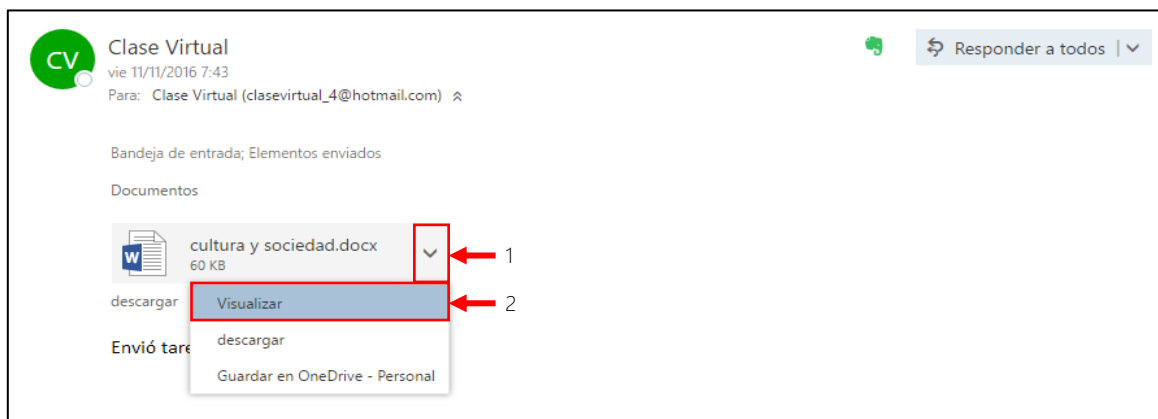 CV
Clase Virtual
vie 11/11/2016 7:43
Para: Clase Virtual (clasevirtual_4@hotmail.com)
Responder a todos
Bandeja de entrada; Elementos enviados
Documentos
W
cultura y sociedad.docx
60 KB
1
descargar
Visualizar
2
Envió tare
descargar
Guardar en OneDrive - Personal